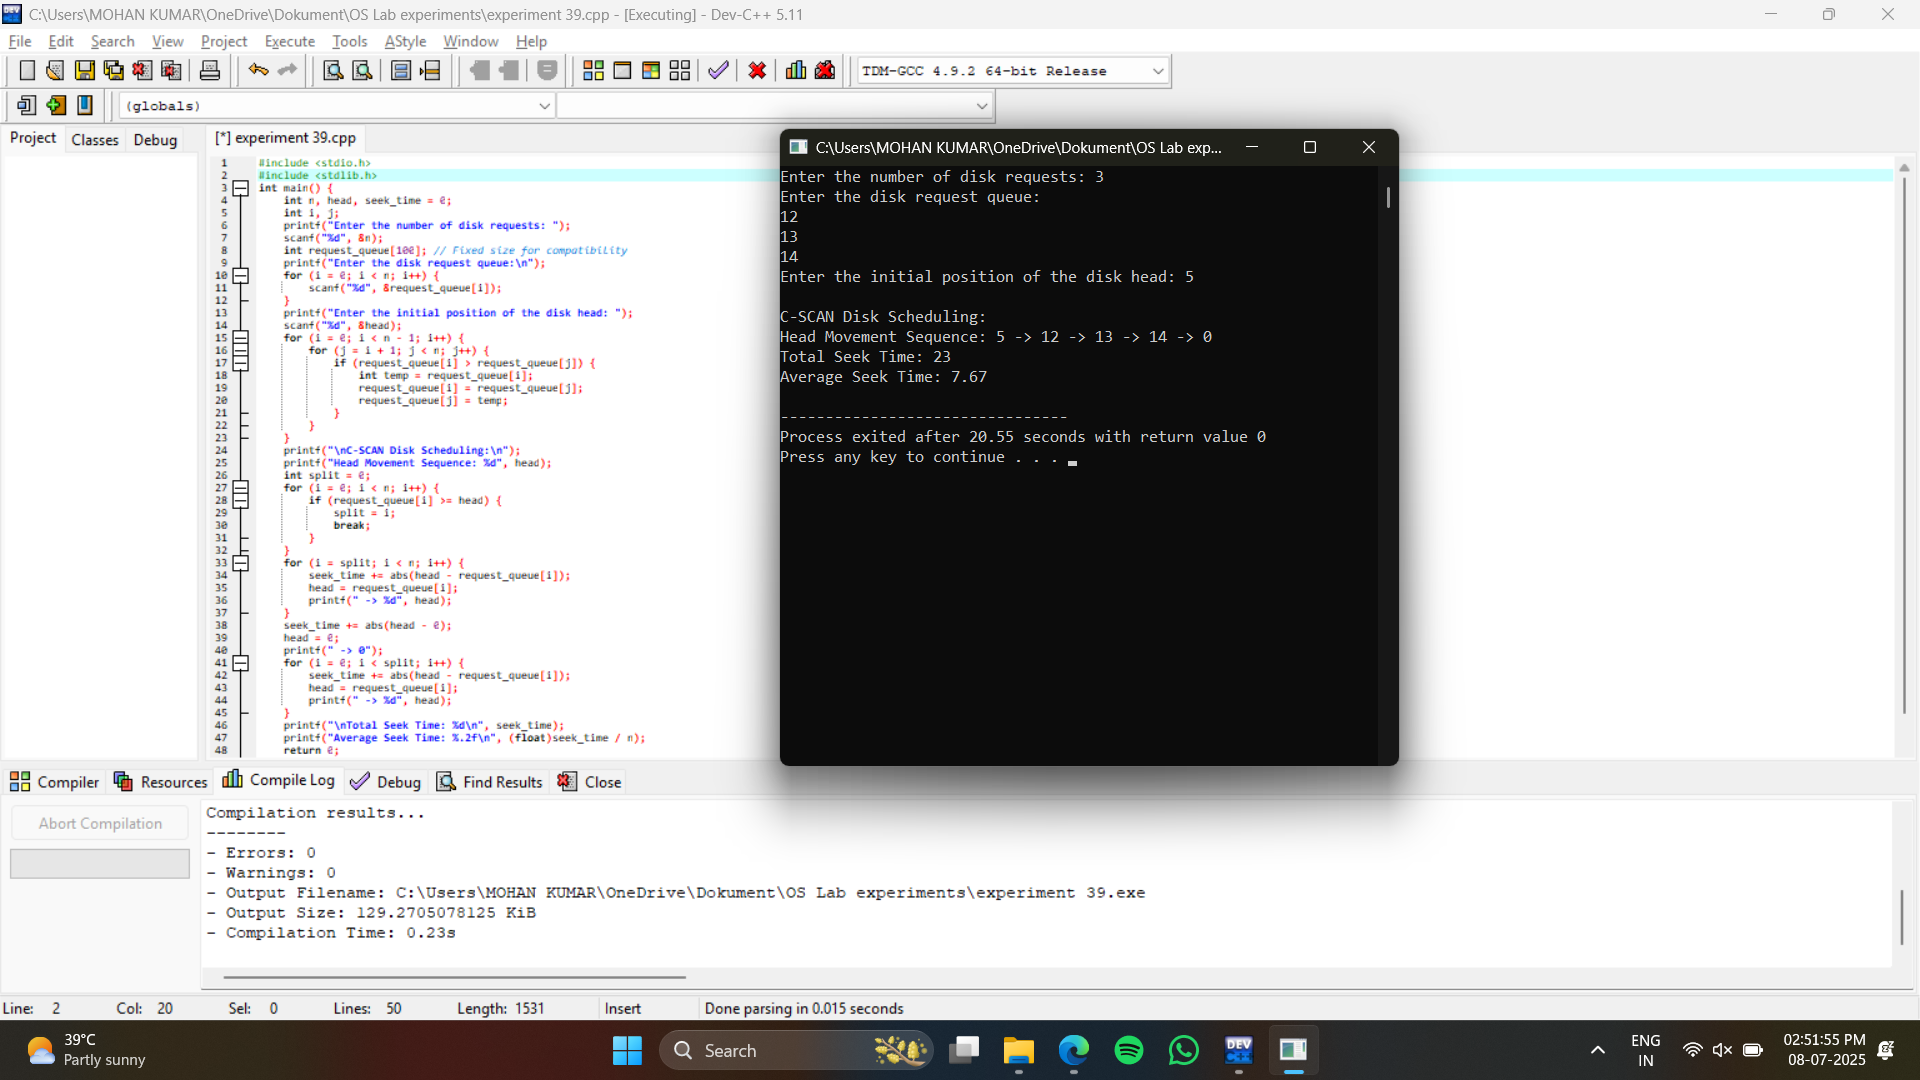 C:\Users\MOHAN KUMAR\OneDrive\Dokument\OS Lab experiments\experiment 39.cpp - [Executing] - Dev-C++ 5.11
File Edit Search View Project Execute Tools AStyle Window Help
TDM-GCC 4.9.2 64-bit Release
(globals)
Project Classes Debug
[*] experiment 39.cpp
1 #include <stdio.h>
2 #include <stdlib.h>
3 int main() {
4 int n, head, seek_time = 0;
5 int i, j;
6 printf("Enter the number of disk requests: ");
7 scanf("%d", &n);
8 int request_queue[100]; // Fixed size for compatibility
9 printf("Enter the disk request queue:\n");
10 for (i = 0; i < n; i++) {
11 scanf("%d", &request_queue[i]);
12 }
13 printf("Enter the initial position of the disk head: ");
14 scanf("%d", &head);
15 for (i = 0; i < n - 1; i++) {
16 for (j = i + 1; j < n; j++) {
17 if (request_queue[i] > request_queue[j]) {
18 int temp = request_queue[i];
19 request_queue[i] = request_queue[j];
20 request_queue[j] = temp;
21 }
22 }
23 }
24 printf("\nC-SCAN Disk Scheduling:\n");
25 printf("Head Movement Sequence: %d", head);
26 int split = 0;
27 for (i = 0; i < n; i++) {
28 if (request_queue[i] >= head) {
29 split = i;
30 break;
31 }
32 }
33 for (i = split; i < n; i++) {
34 seek_time += abs(head - request_queue[i]);
35 head = request_queue[i];
36 printf(" -> %d", head);
37 }
38 seek_time += abs(head - 0);
39 head = 0;
40 printf(" -> 0");
41 for (i = 0; i < split; i++) {
42 seek_time += abs(head - request_queue[i]);
43 head = request_queue[i];
44 printf(" -> %d", head);
45 }
46 printf("\nTotal Seek Time: %d\n", seek_time);
47 printf("Average Seek Time: %.2f\n", (float)seek_time / n);
48 return 0;
C:\Users\MOHAN KUMAR\OneDrive\Dokument\OS Lab exp...
Enter the number of disk requests: 3
Enter the disk request queue:
12
13
14
Enter the initial position of the disk head: 5
C-SCAN Disk Scheduling:
Head Movement Sequence: 5 -> 12 -> 13 -> 14 -> 0
Total Seek Time: 23
Average Seek Time: 7.67
--------------------------------
Process exited after 20.55 seconds with return value 0
Press any key to continue . . .
Compiler Resources Compile Log Debug Find Results Close
Abort Compilation
Compilation results...
--------
- Errors: 0
- Warnings: 0
- Output Filename: C:\Users\MOHAN KUMAR\OneDrive\Dokument\OS Lab experiments\experiment 39.exe
- Output Size: 129.2705078125 KiB
- Compilation Time: 0.23s
Line: 2 Col: 20 Sel: 0 Lines: 50 Length: 1531 Insert Done parsing in 0.015 seconds
39°C
Partly sunny
Search
DEV
ENG
IN
02:51:55 PM
08-07-2025